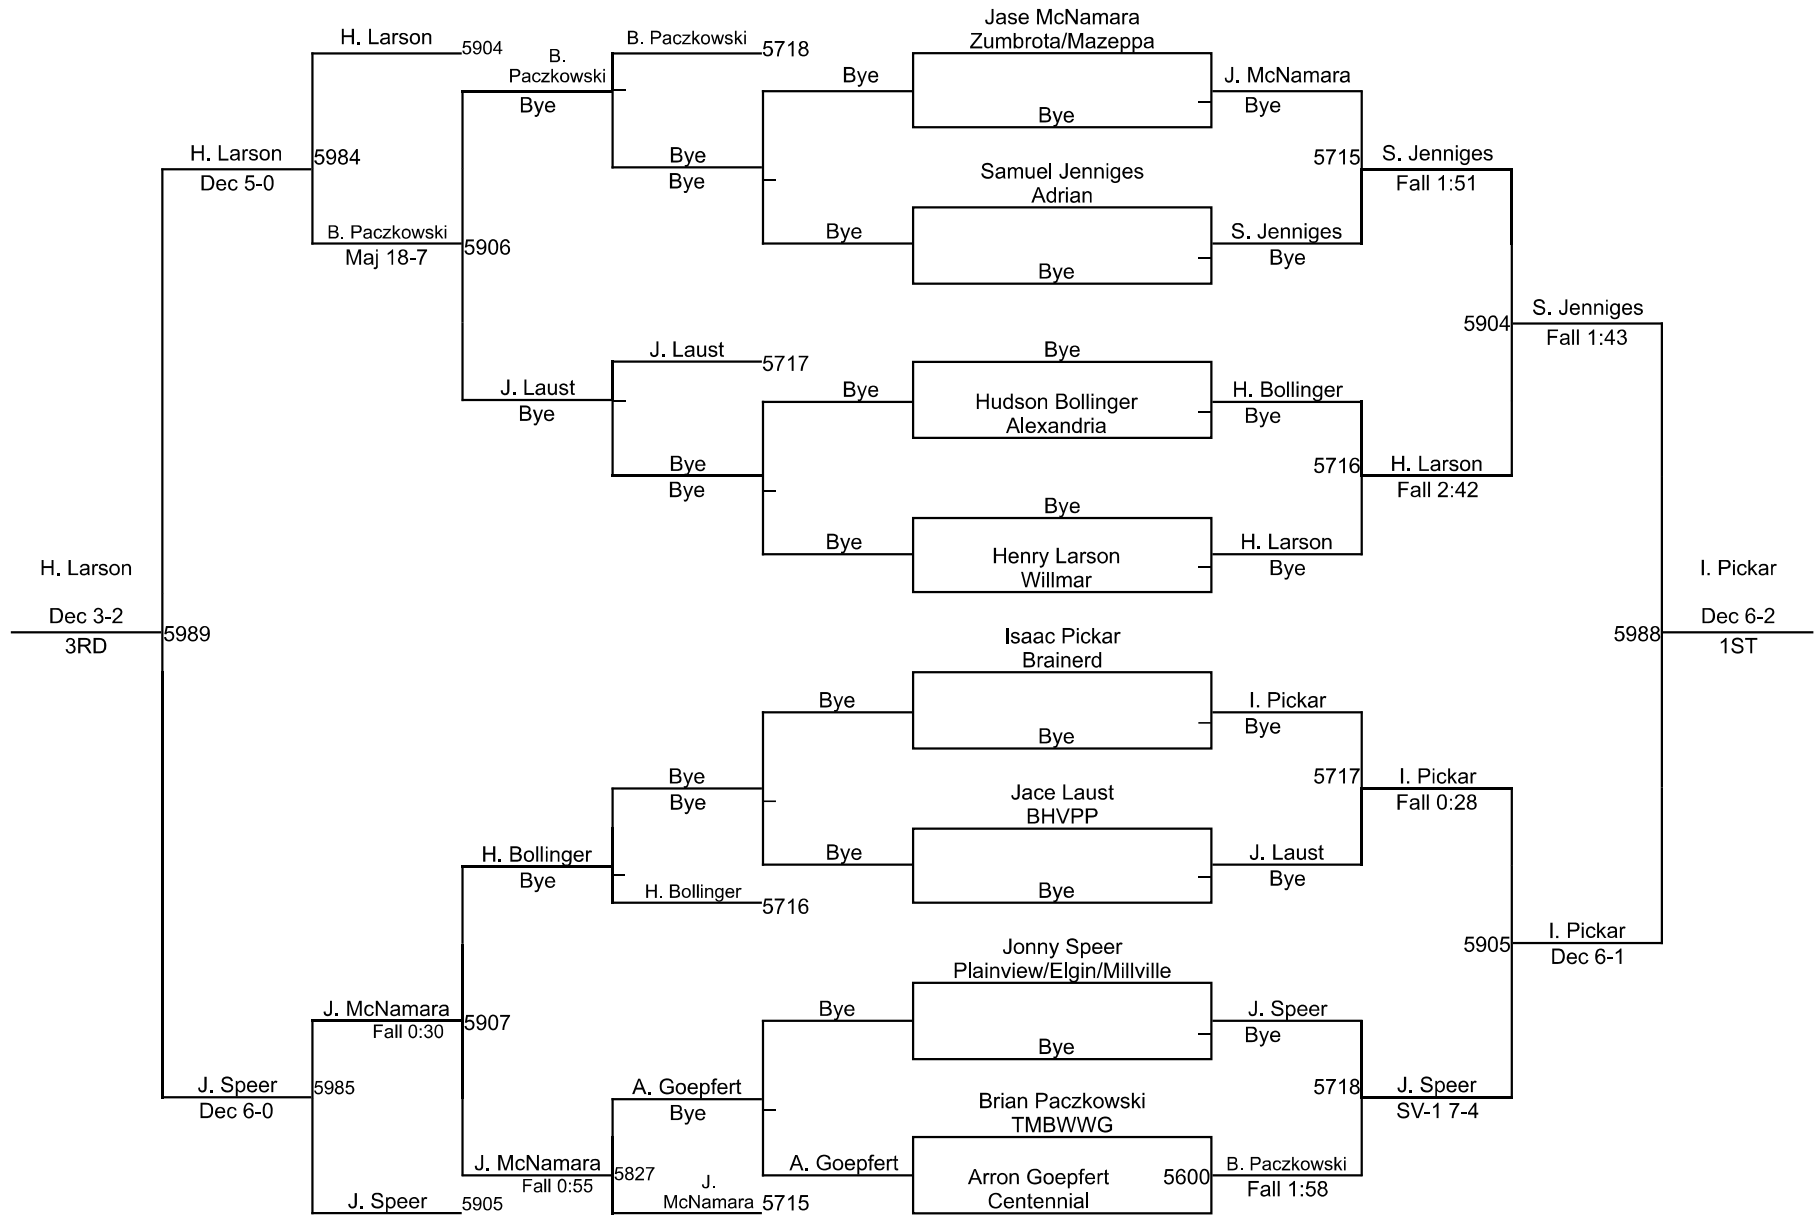 Jase McNamara
Zumbrota/Mazeppa
H. Larson
5904
B. Paczkowski
5718
B.
Paczkowski
Bye
Bye
J. McNamara
Bye
Bye
H. Larson
5984
Dec 5-0
Bye
Bye
5715
S. Jenniges
Fall 1:51
Samuel Jenniges
Adrian
B. Paczkowski
5906
Maj 18-7
Bye
S. Jenniges
Bye
Bye
5904
S. Jenniges
Fall 1:43
J. Laust
5717
Bye
J. Laust
Bye
Bye
Hudson Bollinger
Alexandria
H. Bollinger
Bye
Bye
Bye
5716
H. Larson
Fall 2:42
Bye
Bye
Henry Larson
Willmar
H. Larson
Bye
H. Larson
Dec 3-2
3RD
5989
I. Pickar
5988
Dec 6-2
1ST
Isaac Pickar
Brainerd
Bye
Bye
I. Pickar
Bye
Bye
Bye
5717
I. Pickar
Fall 0:28
Jace Laust
BHVPP
H. Bollinger
Bye
Bye
J. Laust
Bye
Bye
H. Bollinger
5716
5905
I. Pickar
Dec 6-1
Jonny Speer
Plainview/Elgin/Millville
J. McNamara
Fall 0:30
5907
Bye
Bye
J. Speer
Bye
J. Speer
5985
Dec 6-0
A. Goepfert
Bye
5718
J. Speer
SV-1 7-4
Brian Paczkowski
TMBWWG
J. McNamara
5827
Fall 0:55
A. Goepfert
Arron Goepfert
Centennial
5600
B. Paczkowski
Fall 1:58
J. Speer
5905
J.
McNamara
5715